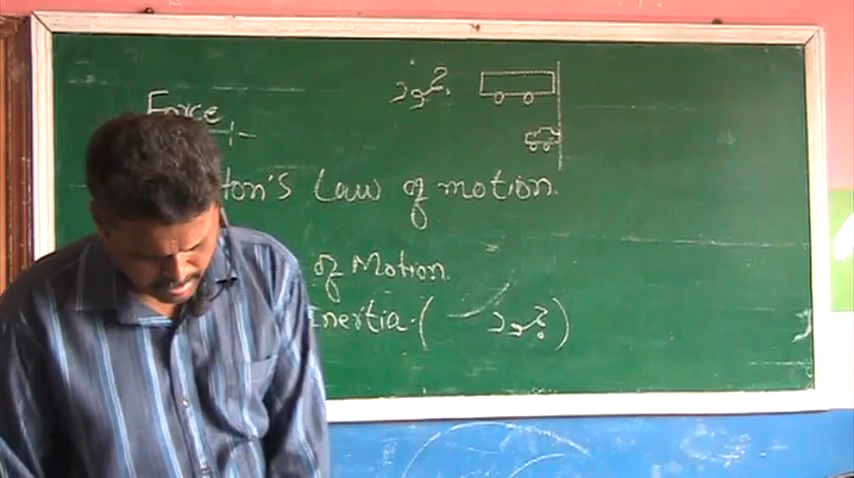 Force
ton's Law of motion.
of Motion.
inertia.(